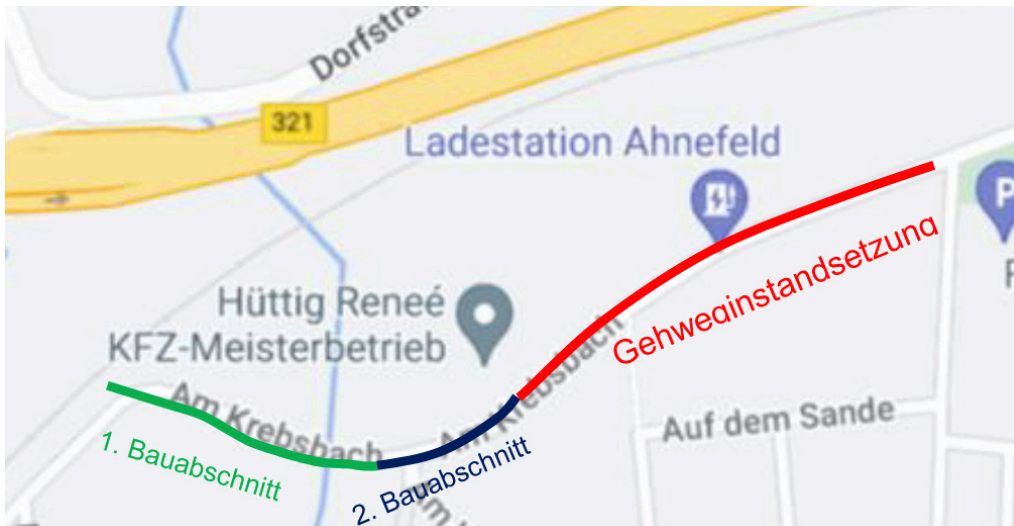 Dorfstra
321
Ladestation Ahnefeld
P
Hüttig Reneé
KFZ-Meisterbetrieb
Gehweginstandsetzung
Am Krebsbach
Am Krebsbach
Auf dem Sande
1. Bauabschnitt
2. Bauabschnitt
Am